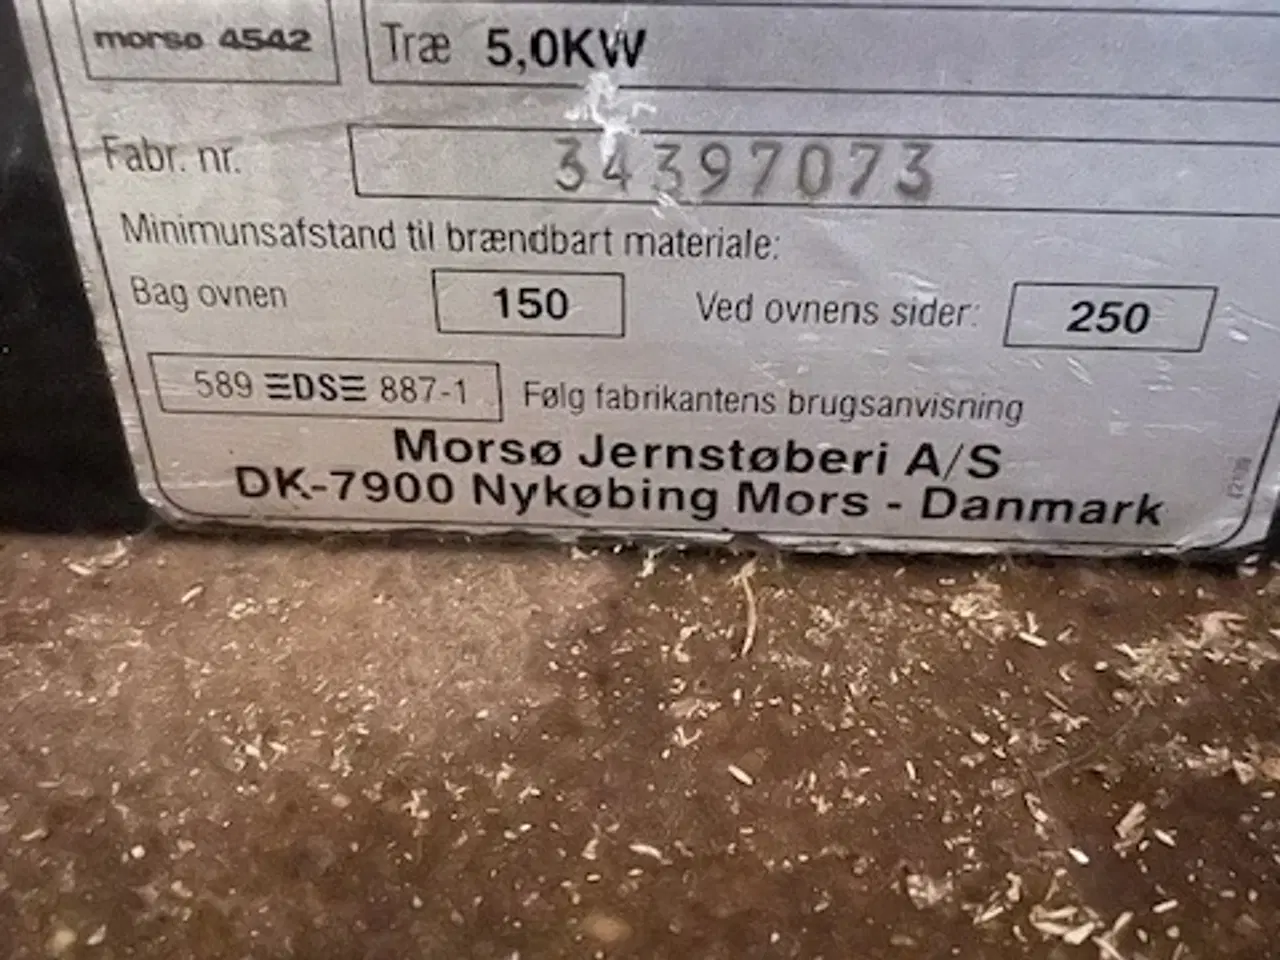 morsø 4542 Træ 5,0KW
Fabr. nr. 34397073
Minimunsafstand til brændbart materiale:
Bag ovnen 150 Ved ovnens sider: 250
589 DS 887-1 Følg fabrikantens brugsanvisning
Morsø Jernstøberi A/S
DK-7900 Nykøbing Mors - Danmark